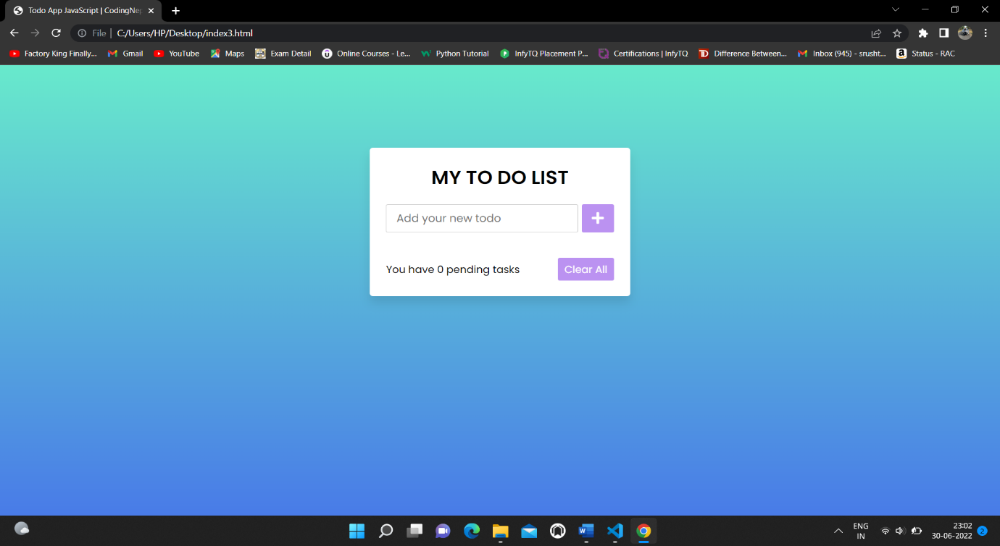 Todo App JavaScript | CodingNep
File | C:/Users/HP/Desktop/index3.html
Factory King Finally... Gmail YouTube Maps Exam Detail Online Courses - Le... Python Tutorial InfyTQ Placement P... Certifications | InfyTQ Difference Between... Inbox (945) - srusht... Status - RAC
MY TO DO LIST
Add your new todo
You have 0 pending tasks Clear All
ENG 23:02
IN 30-06-2022 2